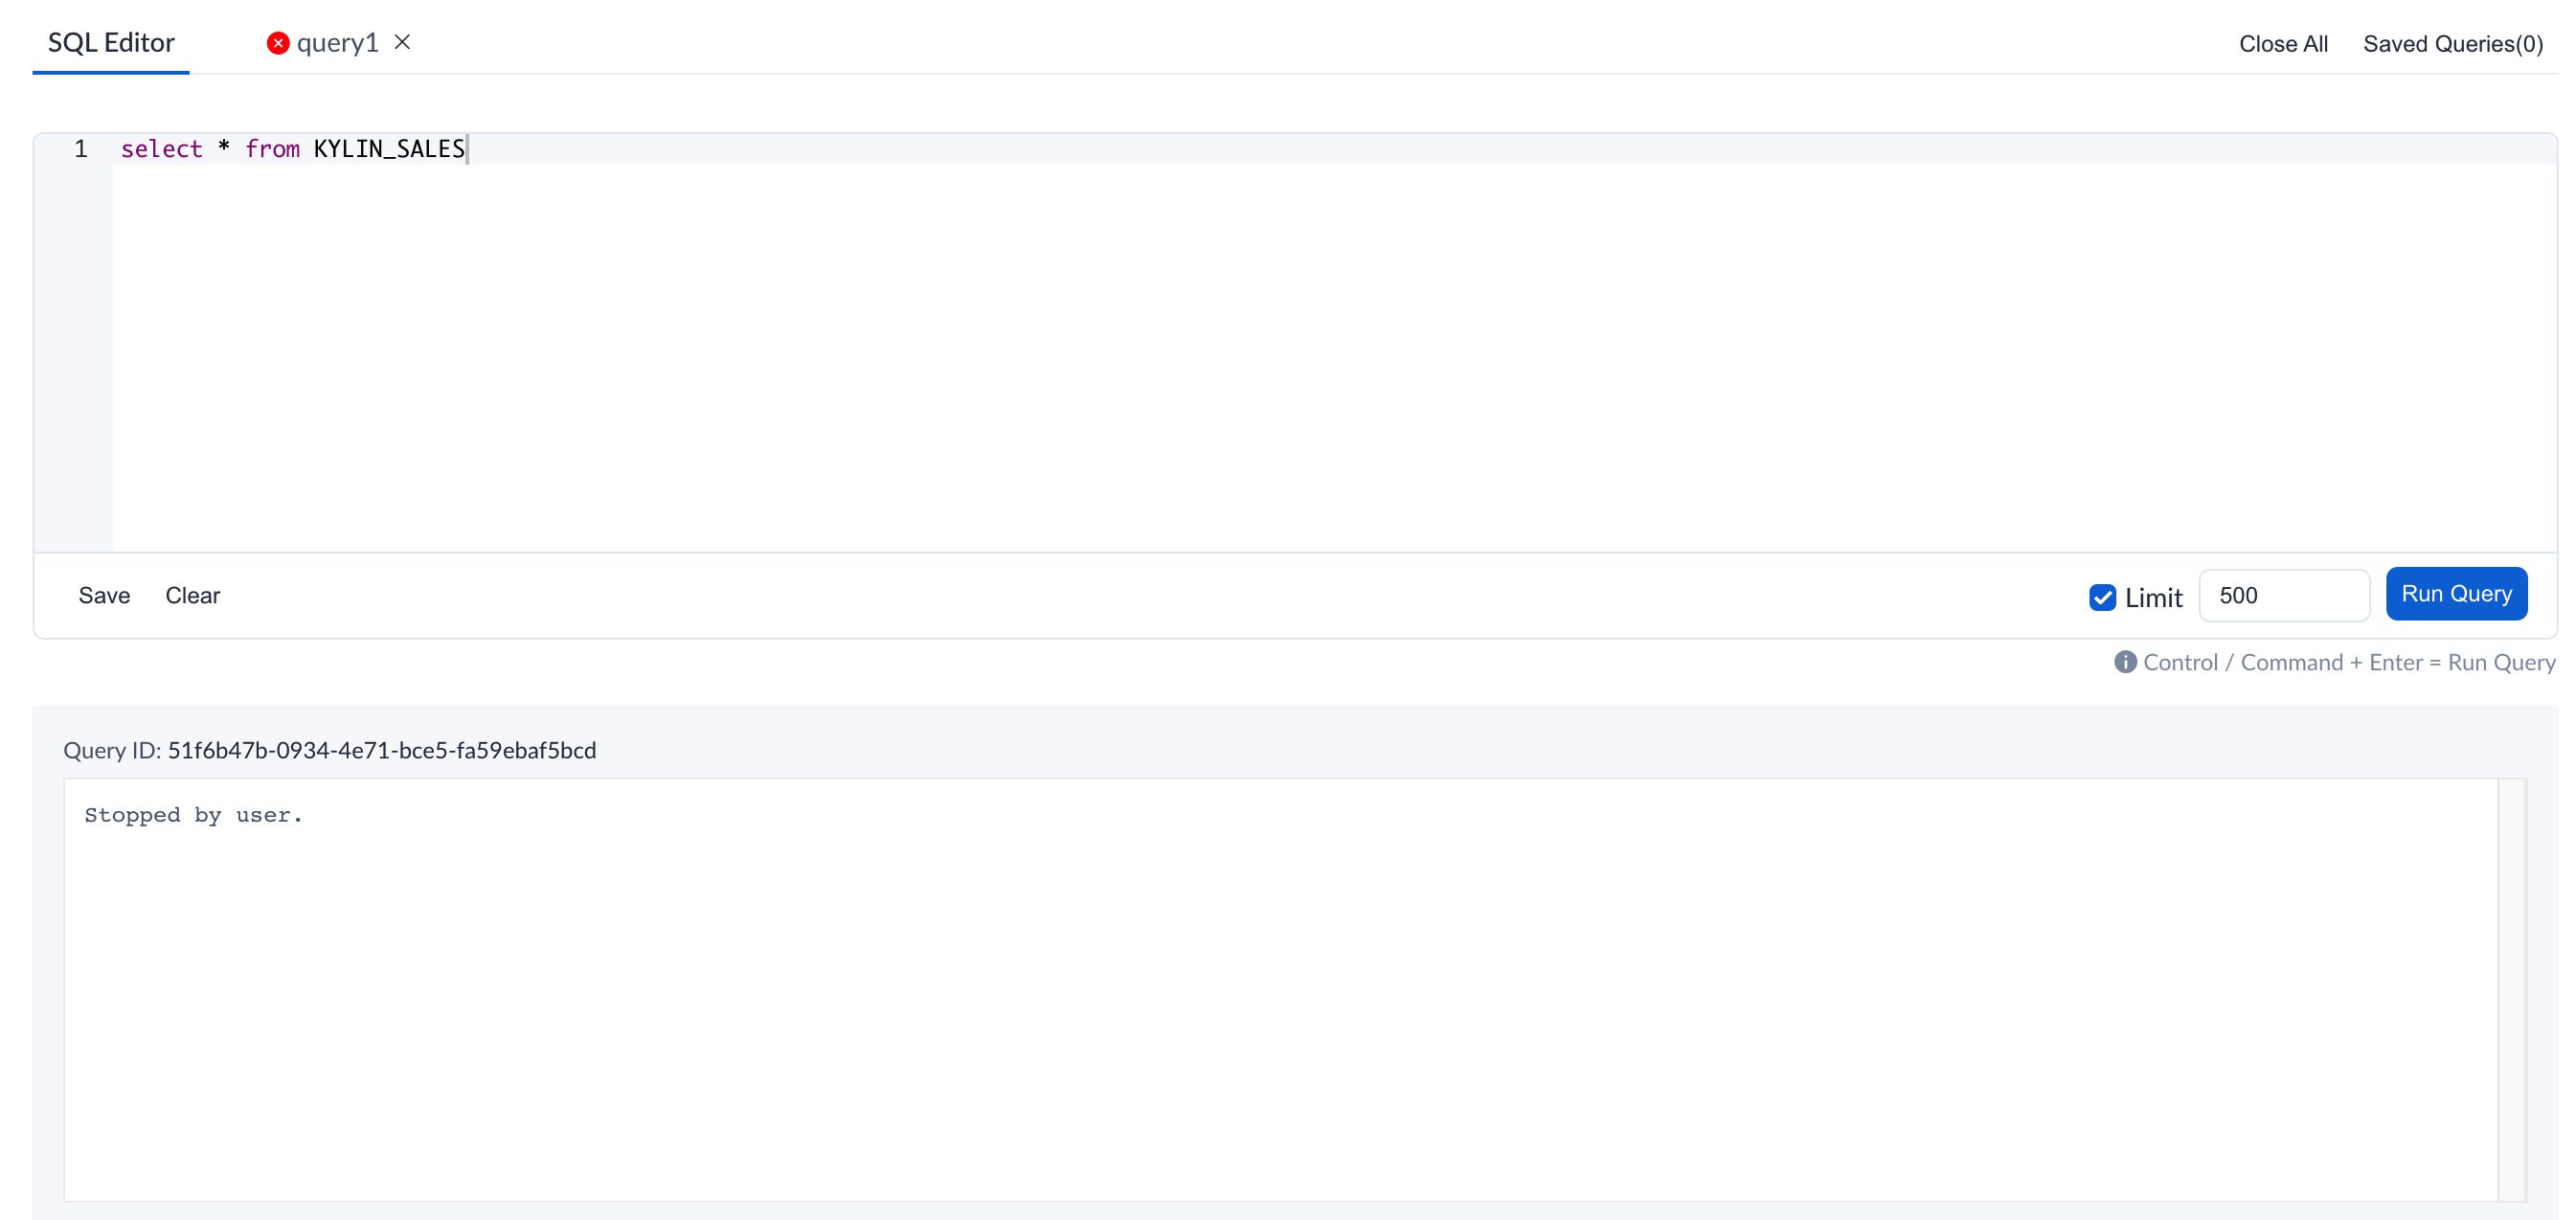 SQL Editor query1 Close All Saved Queries(0)
1 select * from KYLIN_SALES
Save Clear Limit 500 Run Query
Control / Command + Enter = Run Query
Query ID: 51f6b47b-0934-4e71-bce5-fa59ebaf5bcd
Stopped by user.